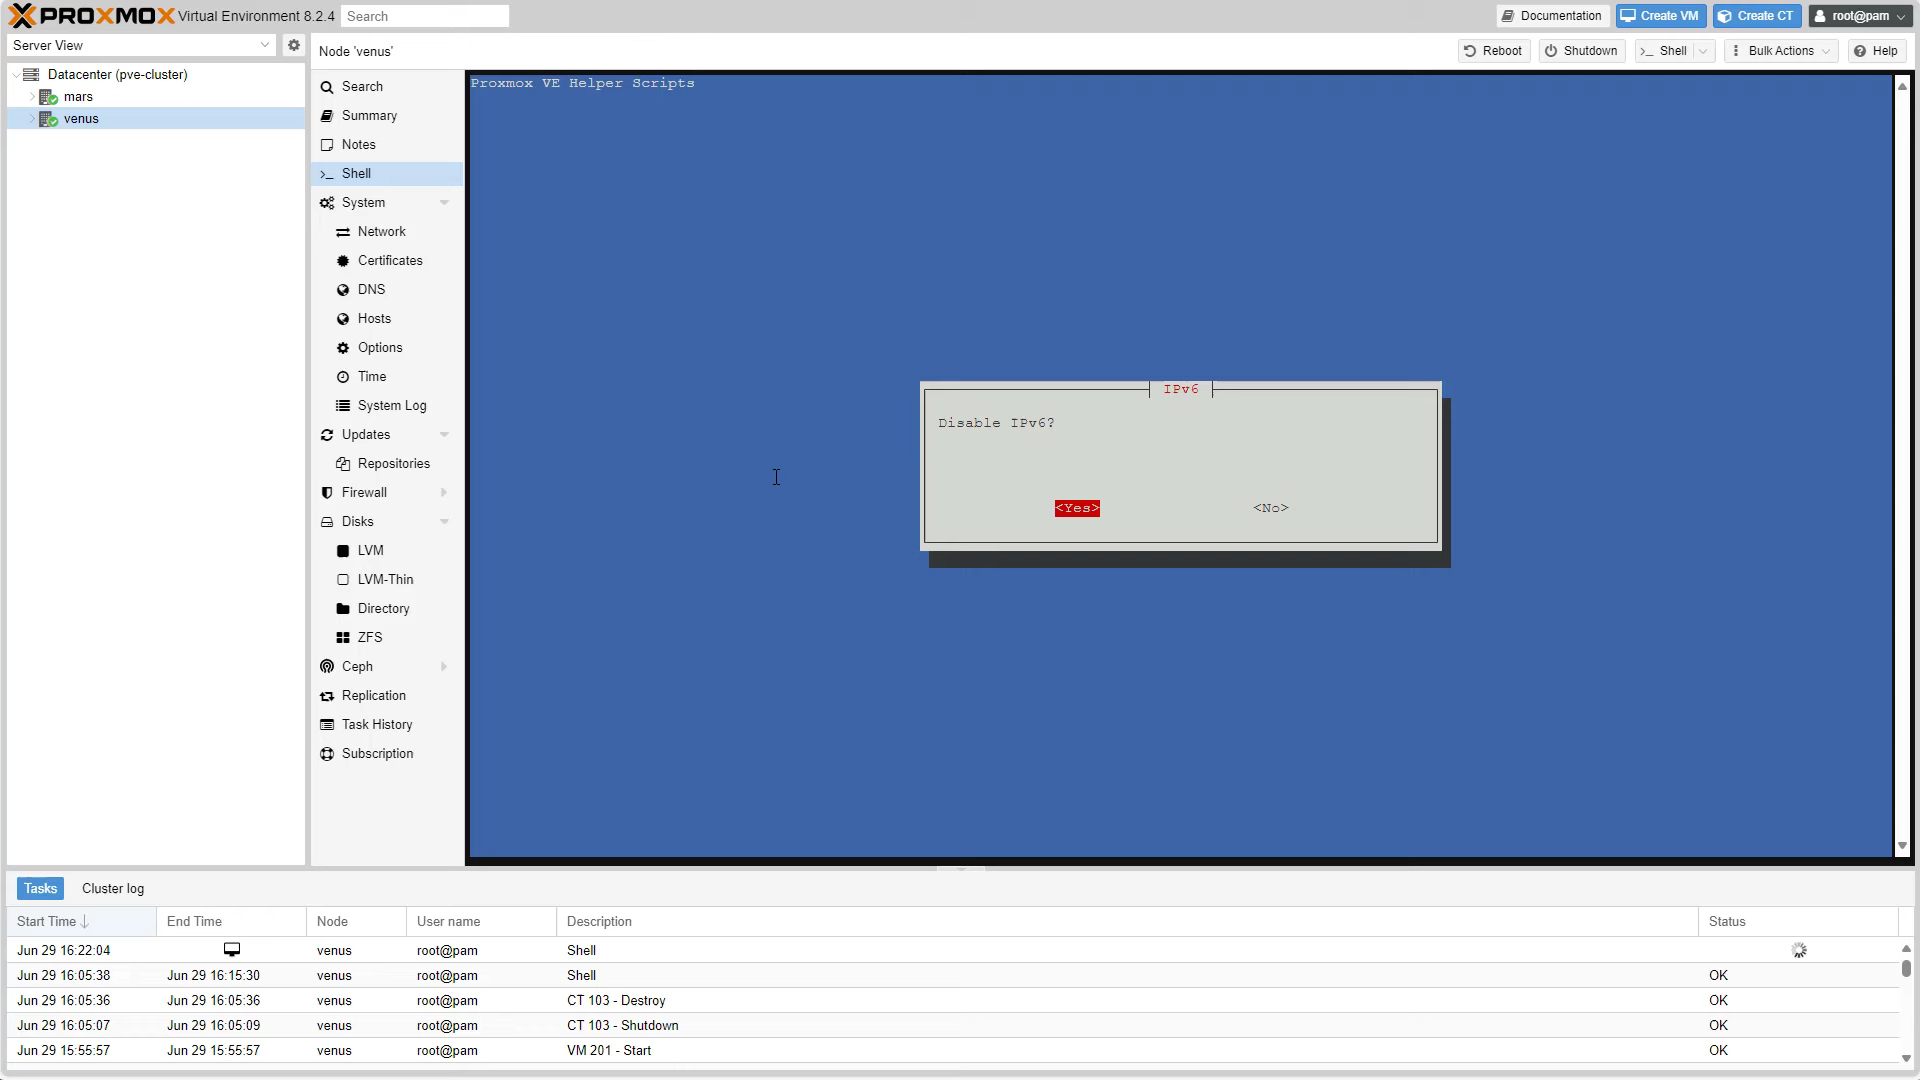 PROXMOX Virtual Environment 8.2.4 Search Documentation Create VM Create CT root@pam
Server View
Node 'venus' Reboot Shutdown >_ Shell Bulk Actions Help
Datacenter (pve-cluster)
mars
venus
Search
Summary
Notes
>_ Shell
System
Network
Certificates
DNS
Hosts
Options
Time
System Log
Updates
Repositories
Firewall
Disks
LVM
LVM-Thin
Directory
ZFS
Ceph
Replication
Task History
Subscription
Proxmox VE Helper Scripts
IPv6
Disable IPv6?
<Yes> <No>
Tasks Cluster log
Start Time End Time Node User name Description Status
Jun 29 16:22:04 venus root@pam Shell
Jun 29 16:05:38 Jun 29 16:15:30 venus root@pam Shell OK
Jun 29 16:05:36 Jun 29 16:05:36 venus root@pam CT 103 - Destroy OK
Jun 29 16:05:07 Jun 29 16:05:09 venus root@pam CT 103 - Shutdown OK
Jun 29 15:55:57 Jun 29 15:55:57 venus root@pam VM 201 - Start OK